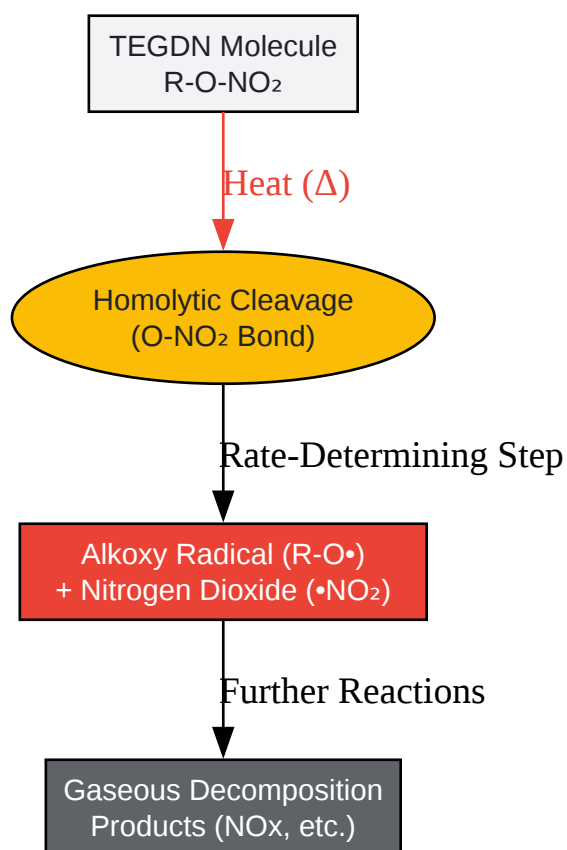 TEGDN Molecule
R-O-NO₂
Heat (Δ)
Homolytic Cleavage
(O-NO₂ Bond)
Rate-Determining Step
Alkoxy Radical (R-O•)
+ Nitrogen Dioxide (•NO₂)
Further Reactions
Gaseous Decomposition
Products (NOx, etc.)